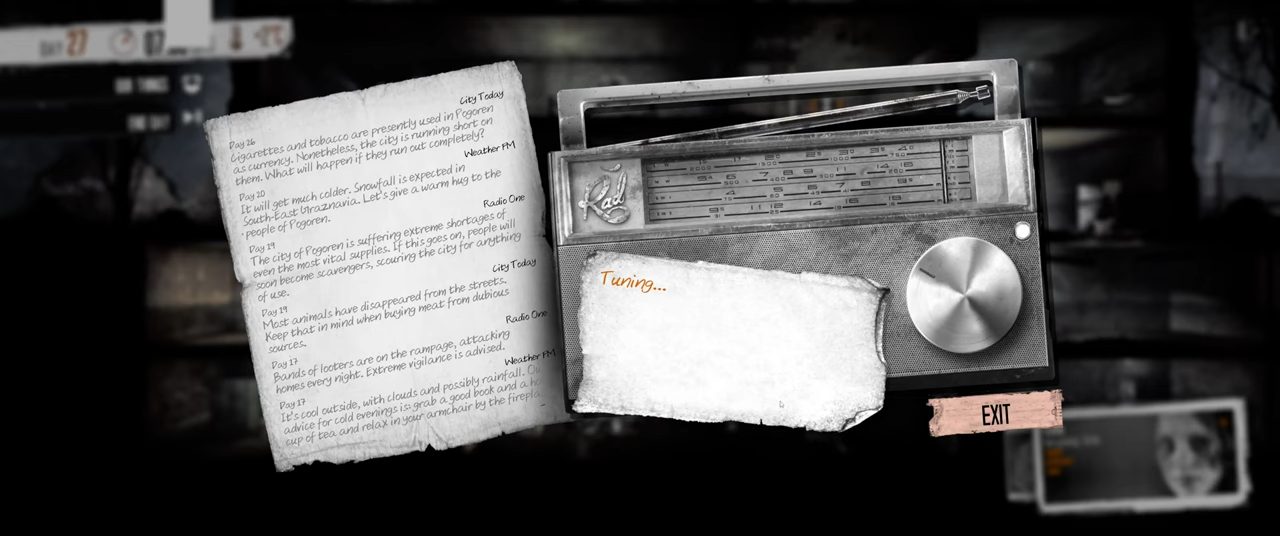 DAY 27
07
City Today
Day 26
Cigarettes and tobacco are presently used in Pogoren
as currency. Nonetheless, the city is running short on
them. What will happen if they run out completely?
Weather FM
Day 20
It will get much colder. Snowfall is expected in
South-East Graznavia. Let's give a warm hug to the
people of Pogoren.
Radio One
Day 19
The city of Pogoren is suffering extreme shortages of
even the most vital supplies. If this goes on, people will
soon become scavengers, scouring the city for anything
of use.
City Today
Day 19
Most animals have disappeared from the streets.
Keep that in mind when buying meat from dubious
sources.
Radio One
Day 17
Bands of looters are on the rampage, attacking
homes every night. Extreme vigilance is advised.
Weather FM
Day 17
It's cool outside, with clouds and possibly rainfall.
advice for cold evenings is: grab a good book and a
cup of tea and relax in your armchair by the
Rad
Tuning...
EXIT